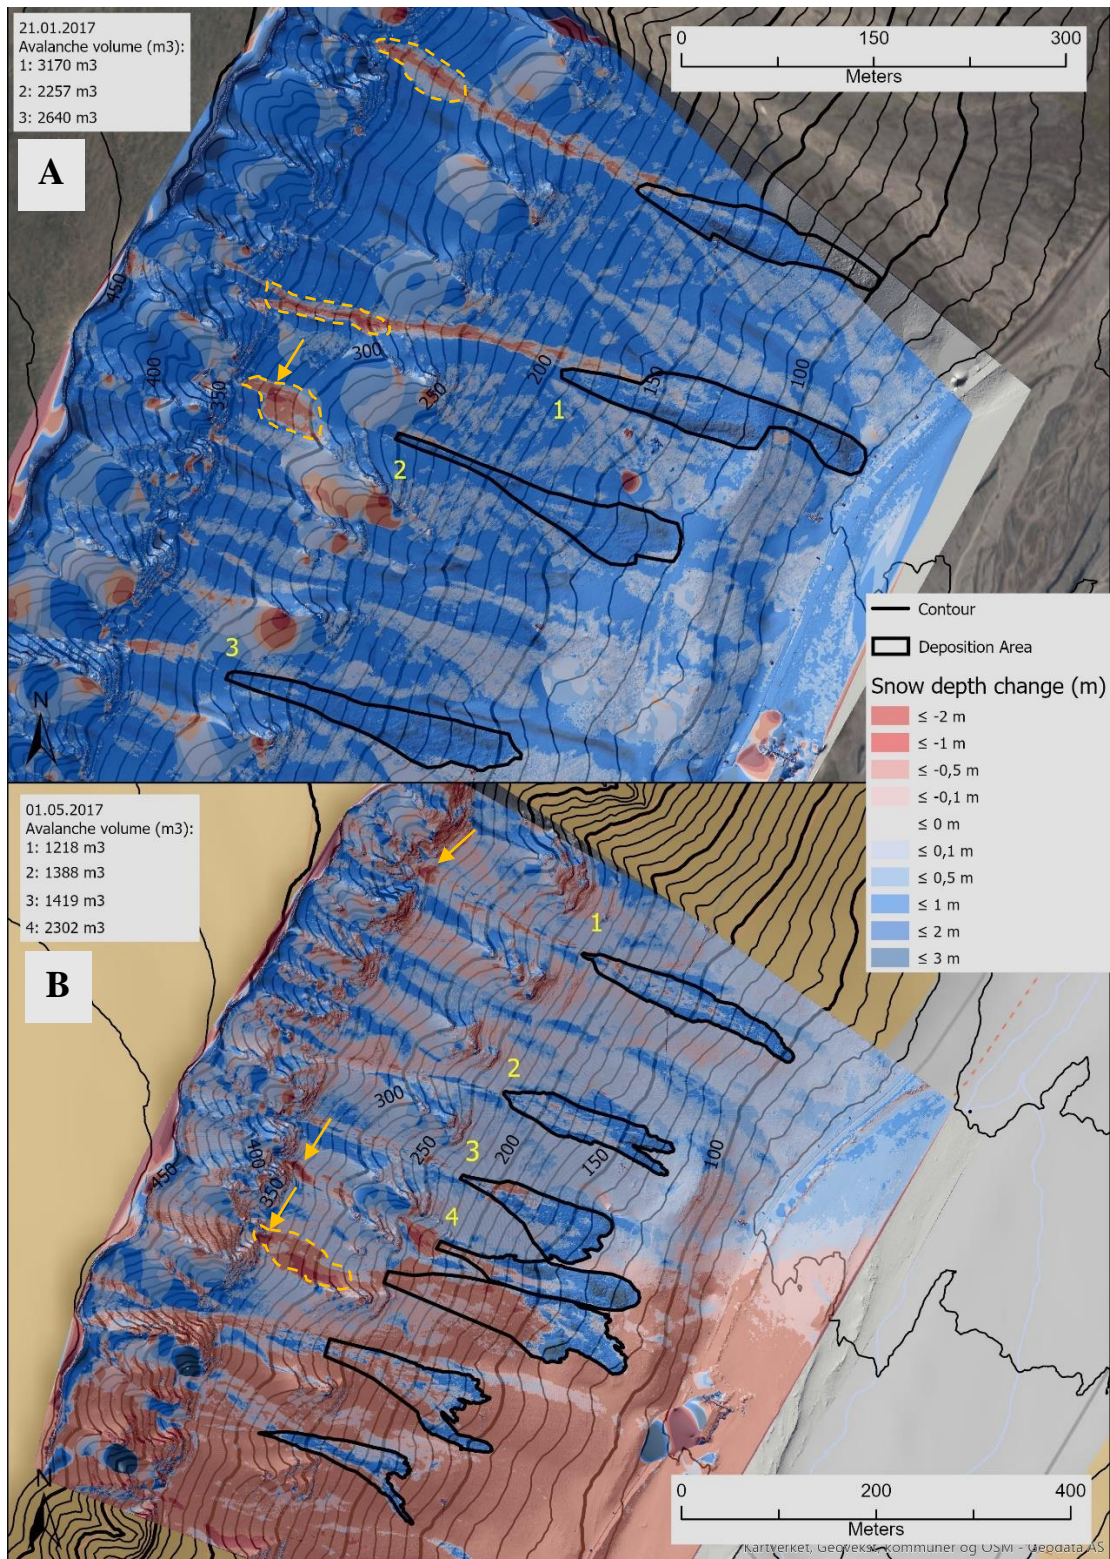 21.01.2017
Avalanche volume (m3):
1: 3170 m3
2: 2257 m3
3: 2640 m3
A
0 150 300
Meters
450
400
350
300
250
200
150
100
1
2
3
N
Contour
Deposition Area
Snow depth change (m)
≤ -2 m
≤ -1 m
≤ -0,5 m
≤ -0,1 m
≤ 0 m
≤ 0,1 m
≤ 0,5 m
≤ 1 m
≤ 2 m
≤ 3 m
01.05.2017
Avalanche volume (m3):
1: 1218 m3
2: 1388 m3
3: 1419 m3
4: 2302 m3
B
1
2
3
4
300
250
200
150
100
400
450
350
N
0 200 400
Meters
Kartverket, Geovekst, kommuner og OSM - Geodata AS